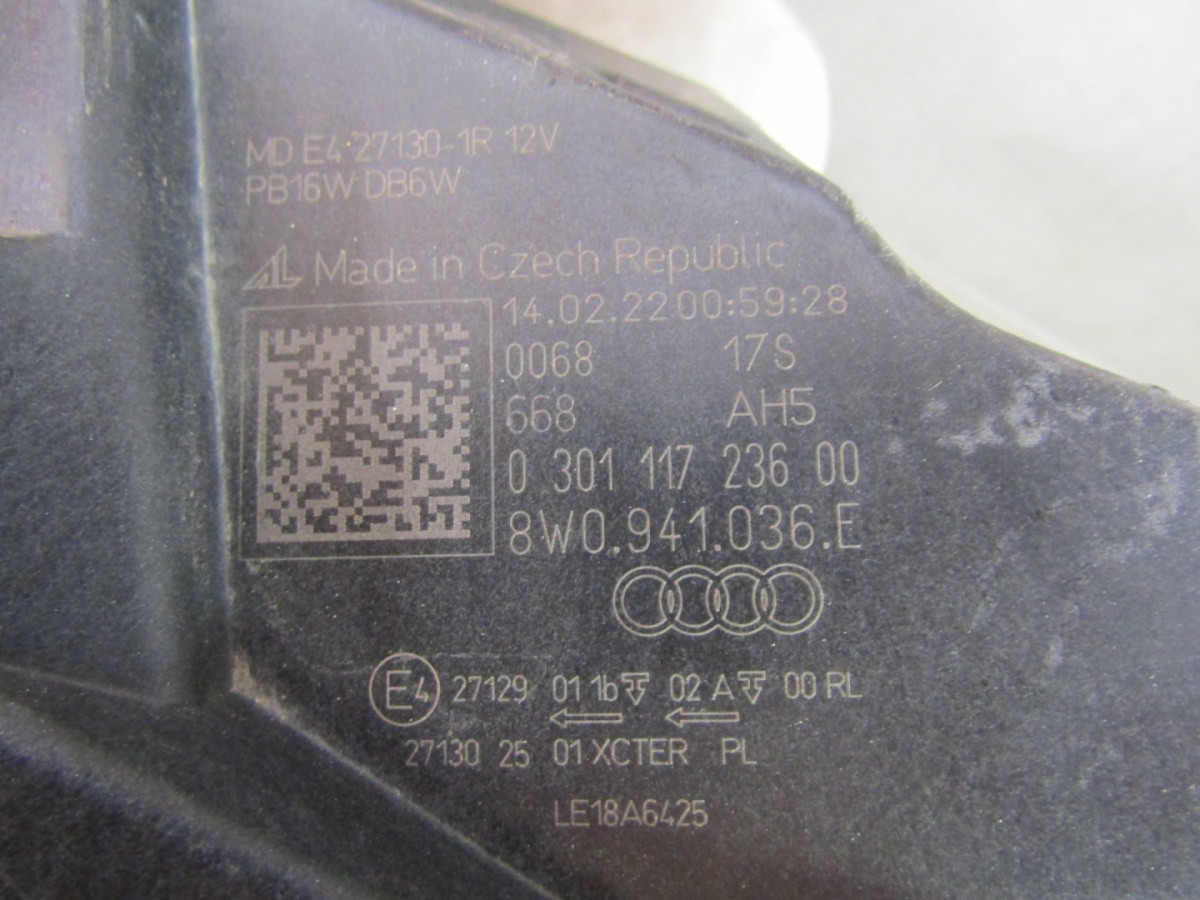 MD E4 27130-1R 12V
PB16W DB6W
AL Made in Czech Republic
14.02.22 00:59:28
0068 17S
668 AH5
0 301 117 236 00
8W0.941.036.E
E4 27129 01 1b 02 A 00 RL
27130 25 01 XCTER PL
LE18A6425